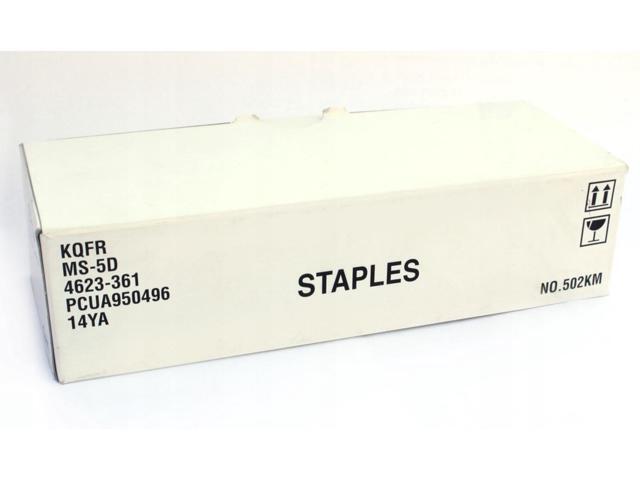 KQFR
MS-5D
4623-361
PCUA950496
14YA
STAPLES
NO.502KM